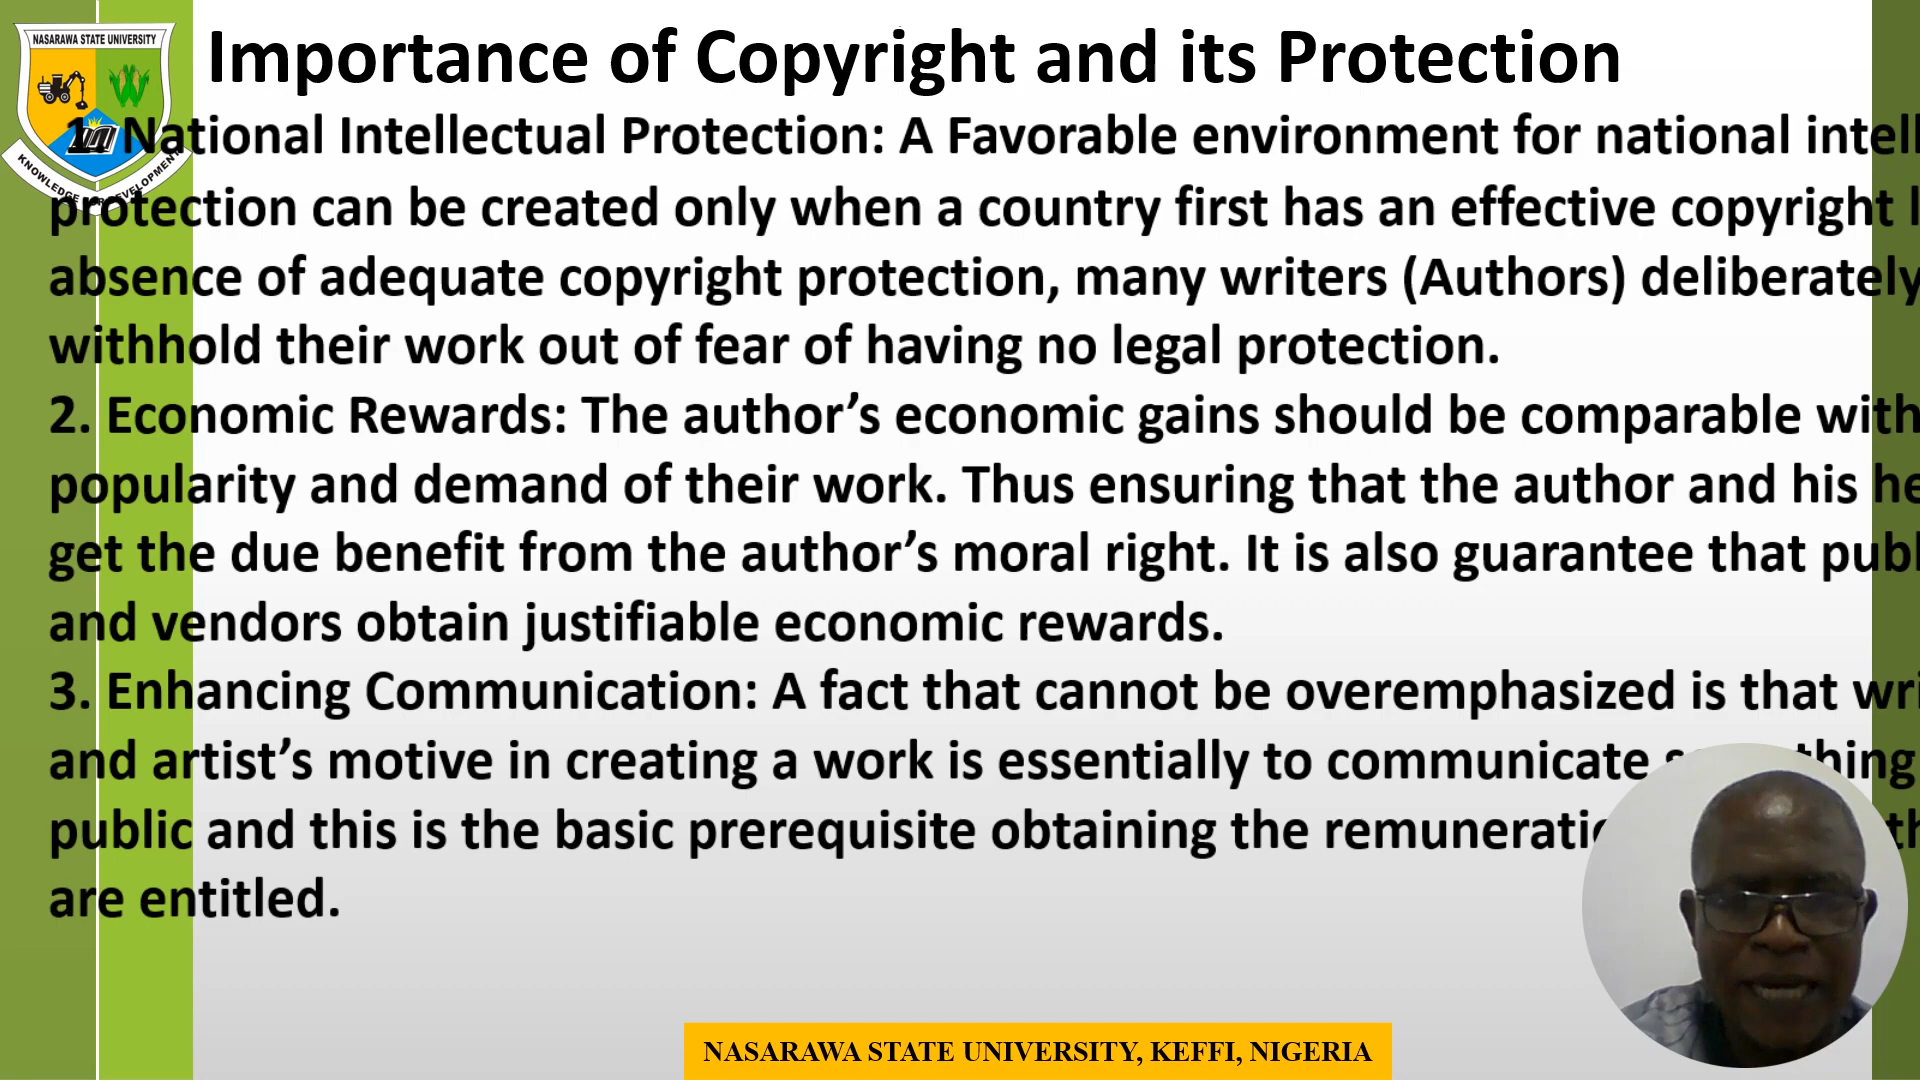 NASARAWA STATE UNIVERSITY
KNOWLEDGE FOR DEVELOPMENT
Importance of Copyright and its Protection
1. National Intellectual Protection: A Favorable environment for national
protection can be created only when a country first has an effective copyright
absence of adequate copyright protection, many writers (Authors) deliberately
withhold their work out of fear of having no legal protection.
2. Economic Rewards: The author’s economic gains should be comparable with
popularity and demand of their work. Thus ensuring that the author and his
get the due benefit from the author’s moral right. It is also guarantee that
and vendors obtain justifiable economic rewards.
3. Enhancing Communication: A fact that cannot be overemphasized is that
and artist’s motive in creating a work is essentially to communicate
public and this is the basic prerequisite obtaining the
are entitled.
NASARAWA STATE UNIVERSITY, KEFFI, NIGERIA